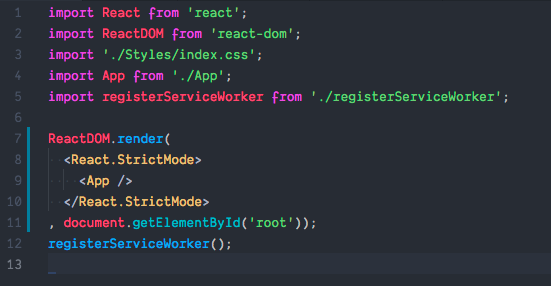 1 import React from 'react';
2 import ReactDOM from 'react-dom';
3 import './Styles/index.css';
4 import App from './App';
5 import registerServiceWorker from './registerServiceWorker';
6
7 ReactDOM.render(
8   <React.StrictMode>
9     <App />
10   </React.StrictMode>
11 , document.getElementById('root'));
12 registerServiceWorker();
13